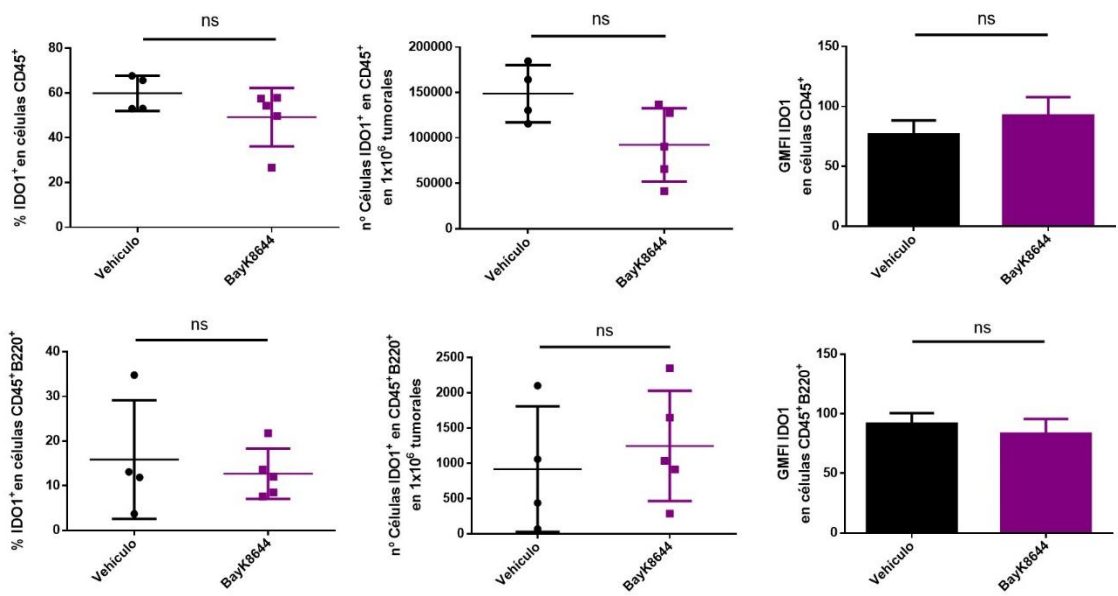 ns
% IDO1⁺ en células CD45⁺
80
60
40
20
0
Vehículo
BayK8644
ns
nº Células IDO1⁺ en CD45⁺
en 1x10⁶ tumorales
200000
150000
100000
50000
0
Vehículo
BayK8644
ns
GMFI IDO1
en células CD45⁺
150
100
50
0
Vehículo
BayK8644
ns
% IDO1⁺ en células CD45⁺B220⁺
40
30
20
10
0
Vehículo
BayK8644
ns
nº Células IDO1⁺ en CD45⁺B220⁺
en 1x10⁶ tumorales
2500
2000
1500
1000
500
0
Vehículo
BayK8644
ns
GMFI IDO1
en células CD45⁺B220⁺
150
100
50
0
Vehículo
BayK8644